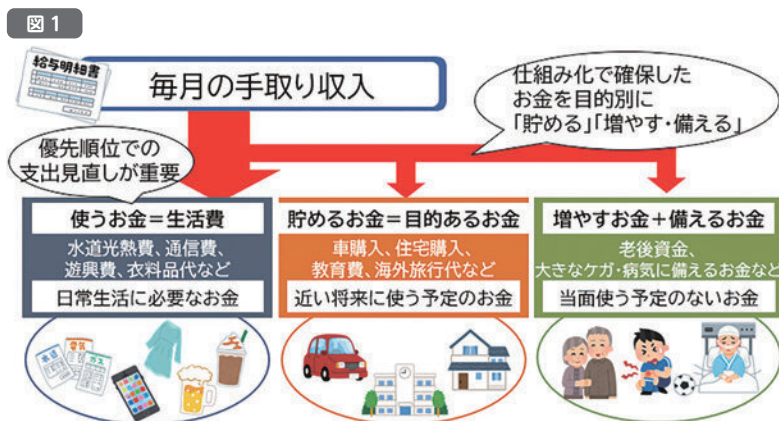 図1
給与明細書
毎月の手取り収入
仕組み化で確保した
お金を目的別に
「貯める」「増やす・備える」
優先順位での
支出見直しが重要
使うお金＝生活費
水道光熱費、通信費、
遊興費、衣料品代など
日常生活に必要なお金
貯めるお金＝目的あるお金
車購入、住宅購入、
教育費、海外旅行代など
近い将来に使う予定のお金
増やすお金＋備えるお金
老後資金、
大きなケガ・病気に備えるお金など
当面使う予定のないお金
水道
電気
ガス